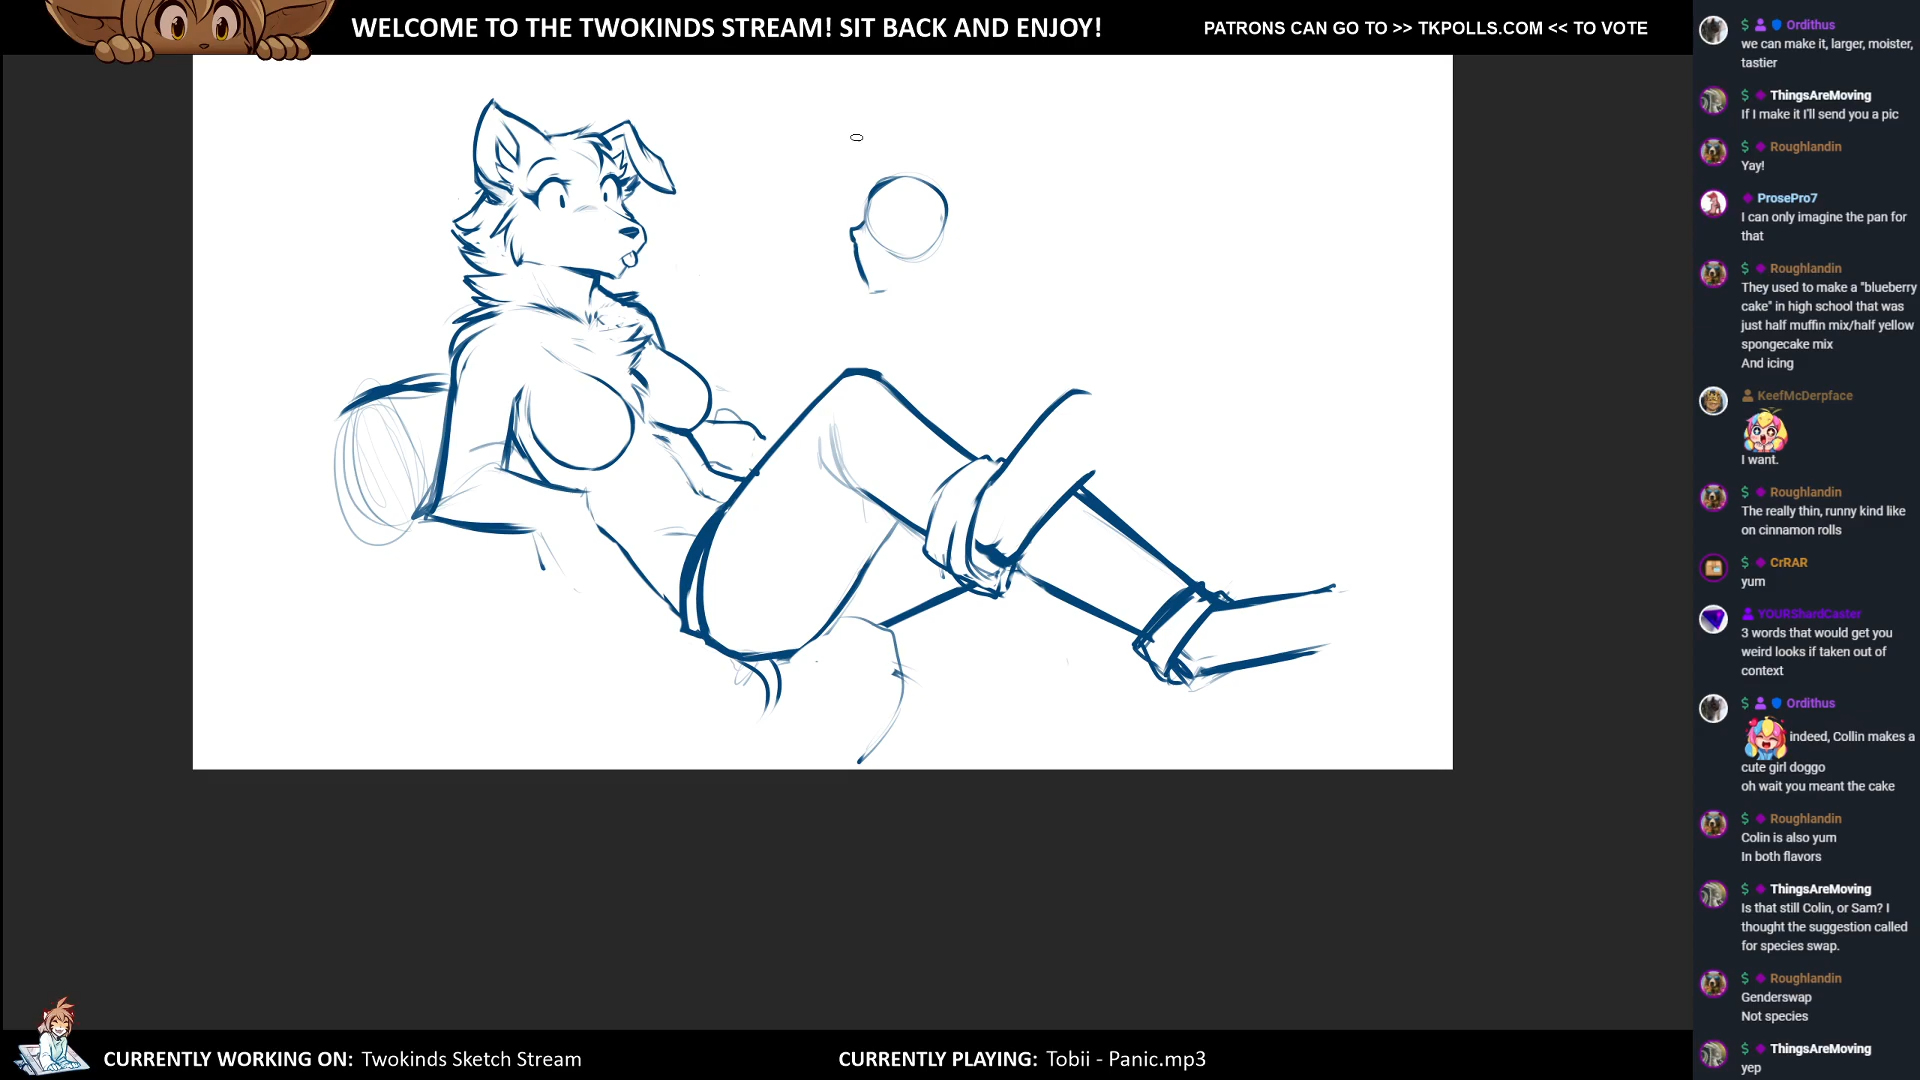 WELCOME TO THE TWOKINDS STREAM! SIT BACK AND ENJOY!
PATRONS CAN GO TO >> TKPOLLS.COM << TO VOTE
Ordithus
we can make it, larger, moister,
tastier
ThingsAreMoving
If I make it I'll send you a pic
Roughlandin
Yay!
ProsePro7
I can only imagine the pan for
that
Roughlandin
They used to make a "blueberry
cake" in high school that was
just half muffin mix/half yellow
spongecake mix
And icing
KeefMcDerpface
I want.
Roughlandin
The really thin, runny kind like
on cinnamon rolls
CrRAR
yum
YOURShardCaster
3 words that would get you
weird looks if taken out of
context
Ordithus
indeed, Collin makes a
cute girl doggo
oh wait you meant the cake
Roughlandin
Colin is also yum
In both flavors
ThingsAreMoving
Is that still Colin, or Sam? I
thought the suggestion called
for species swap.
Roughlandin
Genderswap
Not species
ThingsAreMoving
yep
CURRENTLY WORKING ON: Twokinds Sketch Stream
CURRENTLY PLAYING: Tobii - Panic.mp3